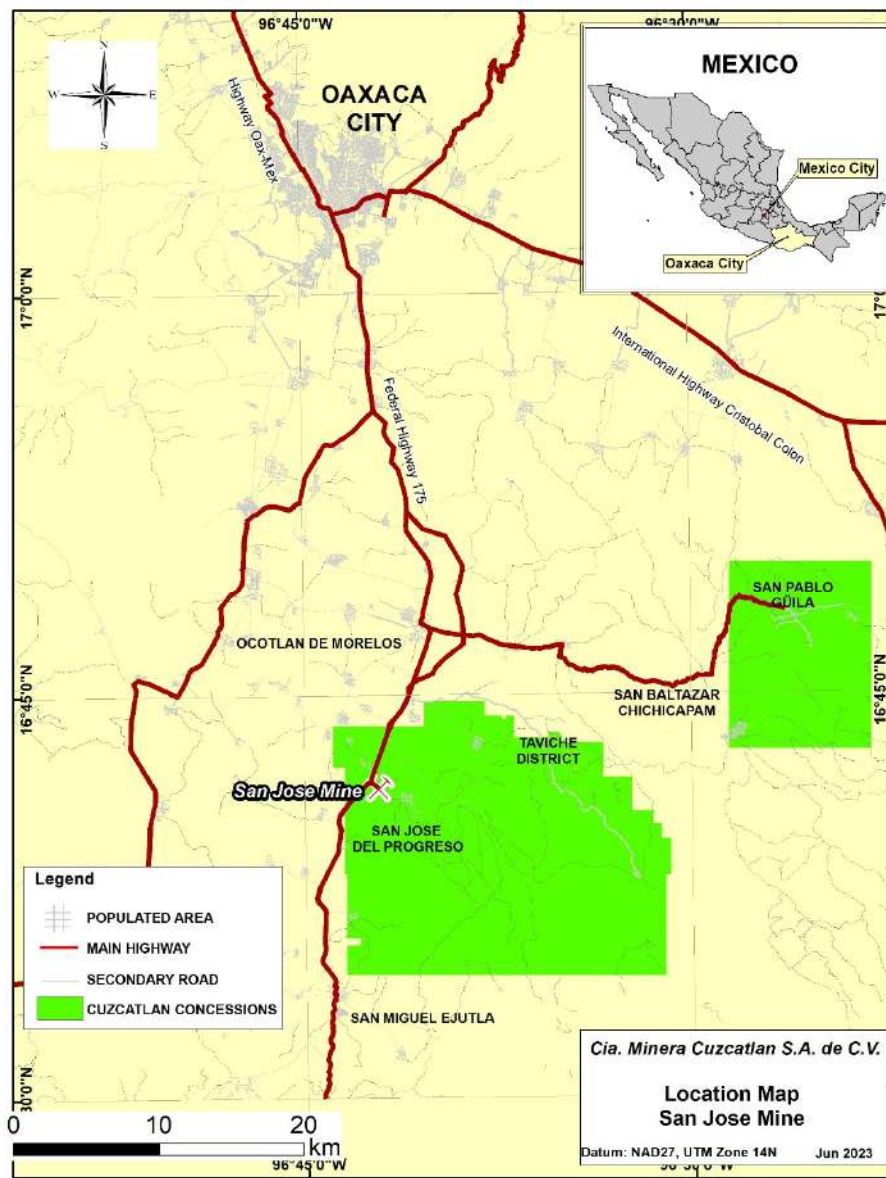 96°45'0"W
96°30'0"W
N
W
E
S
OAXACA
CITY
Highway Oax-Mex
MEXICO
Mexico City
Oaxaca City
17°0'0"N
International Highway Cristobal Colon
Federal Highway 175
SAN PABLO
GÜILA
OCOTLAN DE MORELOS
SAN BALTAZAR
CHICHICAPAM
16°45'0"N
16°45'0"N
TAVICHE
DISTRICT
San Jose Mine
SAN JOSE
DEL PROGRESO
Legend
POPULATED AREA
MAIN HIGHWAY
SECONDARY ROAD
CUZCATLAN CONCESSIONS
SAN MIGUEL EJUTLA
Cia. Minera Cuzcatlan S.A. de C.V.
Location Map
San Jose Mine
Datum: NAD27, UTM Zone 14N Jun 2023
30'0"N
0 10 20
km
96°45'0"W